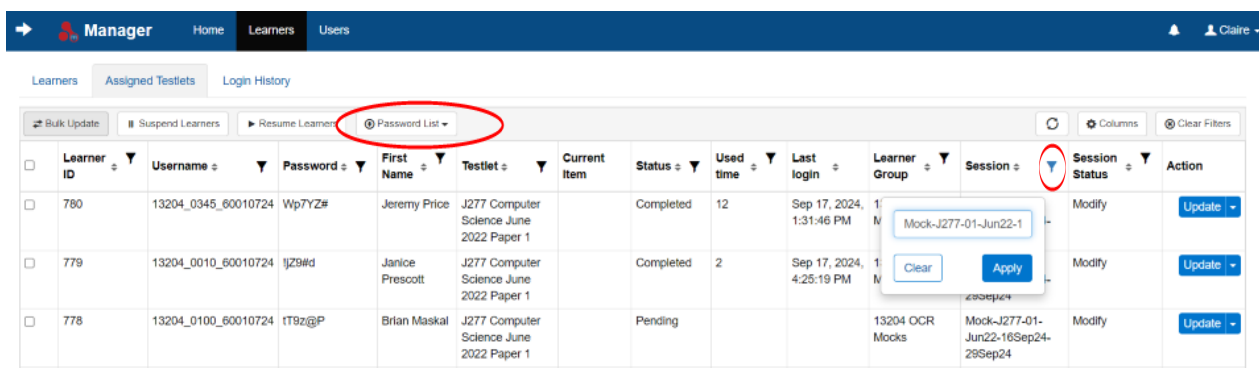 Manager Home Learners Users Claire
Learners Assigned Testlets Login History
Bulk Update Suspend Learners Resume Learners Password List Columns Clear Filters
Learner ID Username Password First Name Testlet Current Item Status Used time Last login Learner Group Session Session Status Action
780 13204_0345_60010724 Wp7YZ# Jeremy Price J277 Computer Science June 2022 Paper 1 Completed 12 Sep 17, 2024, 1:31:46 PM Modify Update
Mock-J277-01-Jun22-1
Clear Apply
779 13204_0010_60010724 !jZ9#d Janice Prescott J277 Computer Science June 2022 Paper 1 Completed 2 Sep 17, 2024, 4:25:19 PM 29Sep24 Modify Update
778 13204_0100_60010724 tT9z@P Brian Maskal J277 Computer Science June 2022 Paper 1 Pending 13204 OCR Mocks Mock-J277-01-Jun22-16Sep24-29Sep24 Modify Update